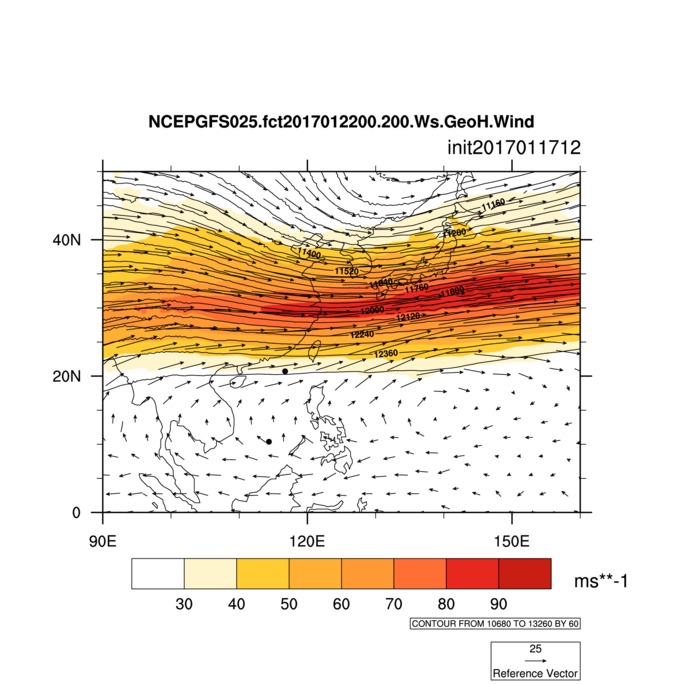 NCEPGFS025.fct2017012200.200.Ws.GeoH.Wind
init2017011712
11160
11280
40N
11400
11520
11640
11760
11880
12000
12120
12240
12360
20N
0
90E 120E 150E
ms**-1
30 40 50 60 70 80 90
CONTOUR FROM 10680 TO 13260 BY 60
25
Reference Vector